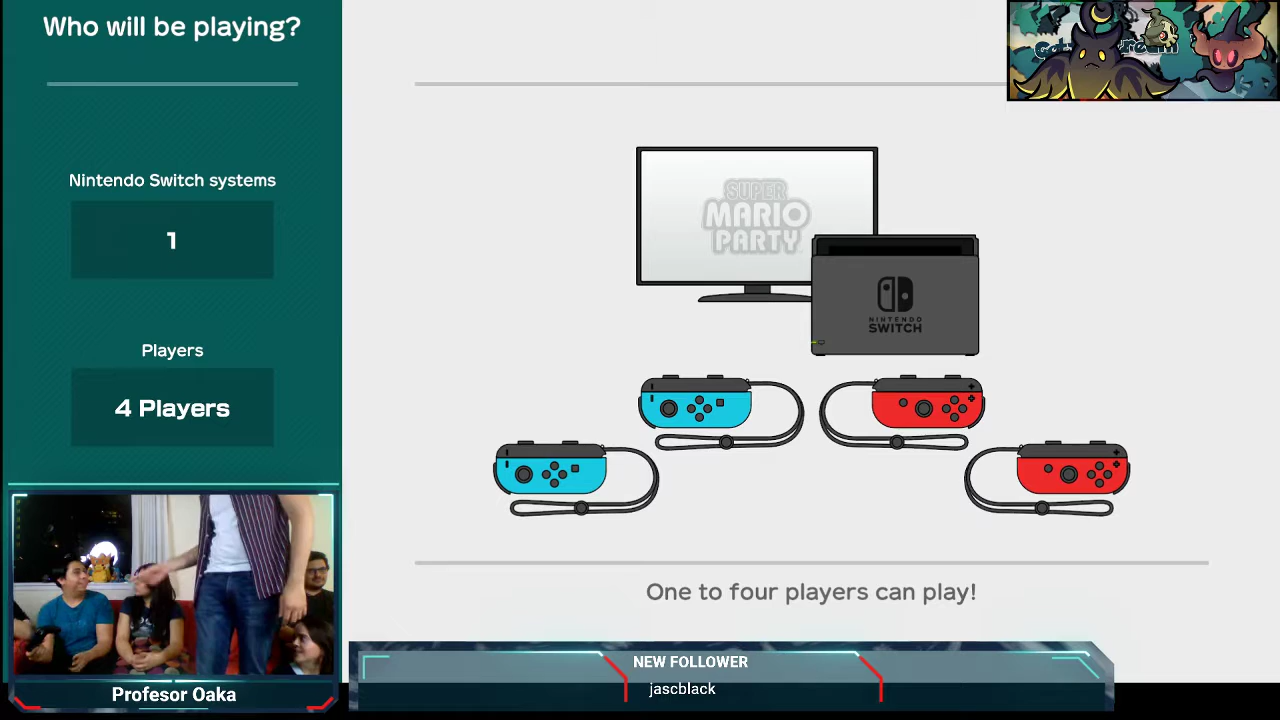 Who will be playing?
Nintendo Switch systems
1
Players
4 Players
SUPER
MARIO
PARTY
NINTENDO
SWITCH
One to four players can play!
NEW FOLLOWER
jascblack
Profesor Oaka